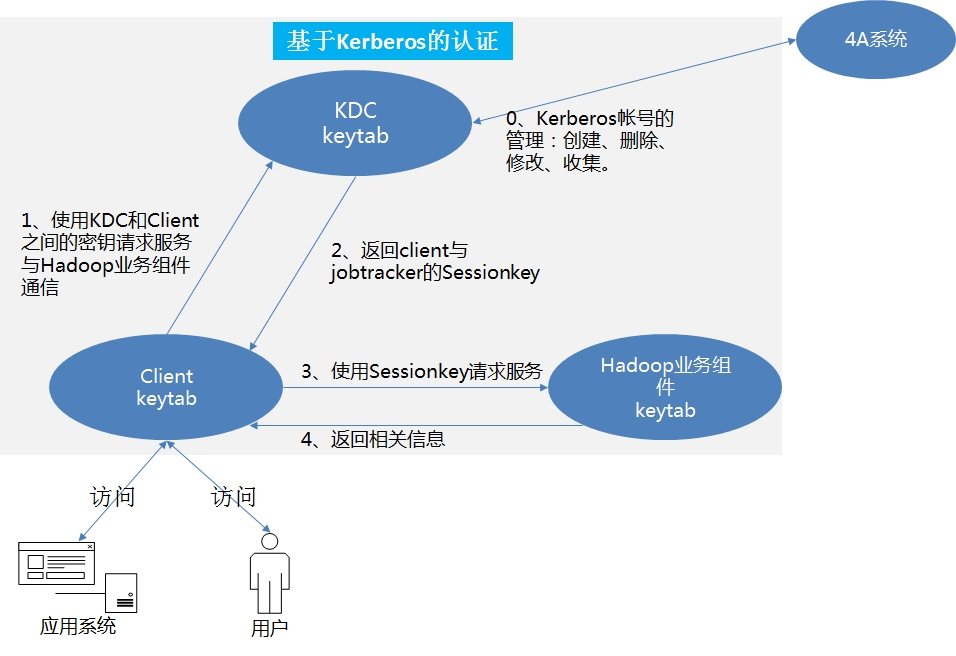 基于Kerberos的认证
4A系统
KDC
keytab
0、Kerberos帐号的
管理：创建、删除、
修改、收集。
1、使用KDC和Client
之间的密钥请求服务
与Hadoop业务组件
通信
2、返回client与
jobtracker的Sessionkey
Client
keytab
3、使用Sessionkey请求服务
Hadoop业务组
件
keytab
4、返回相关信息
访问
访问
应用系统
用户